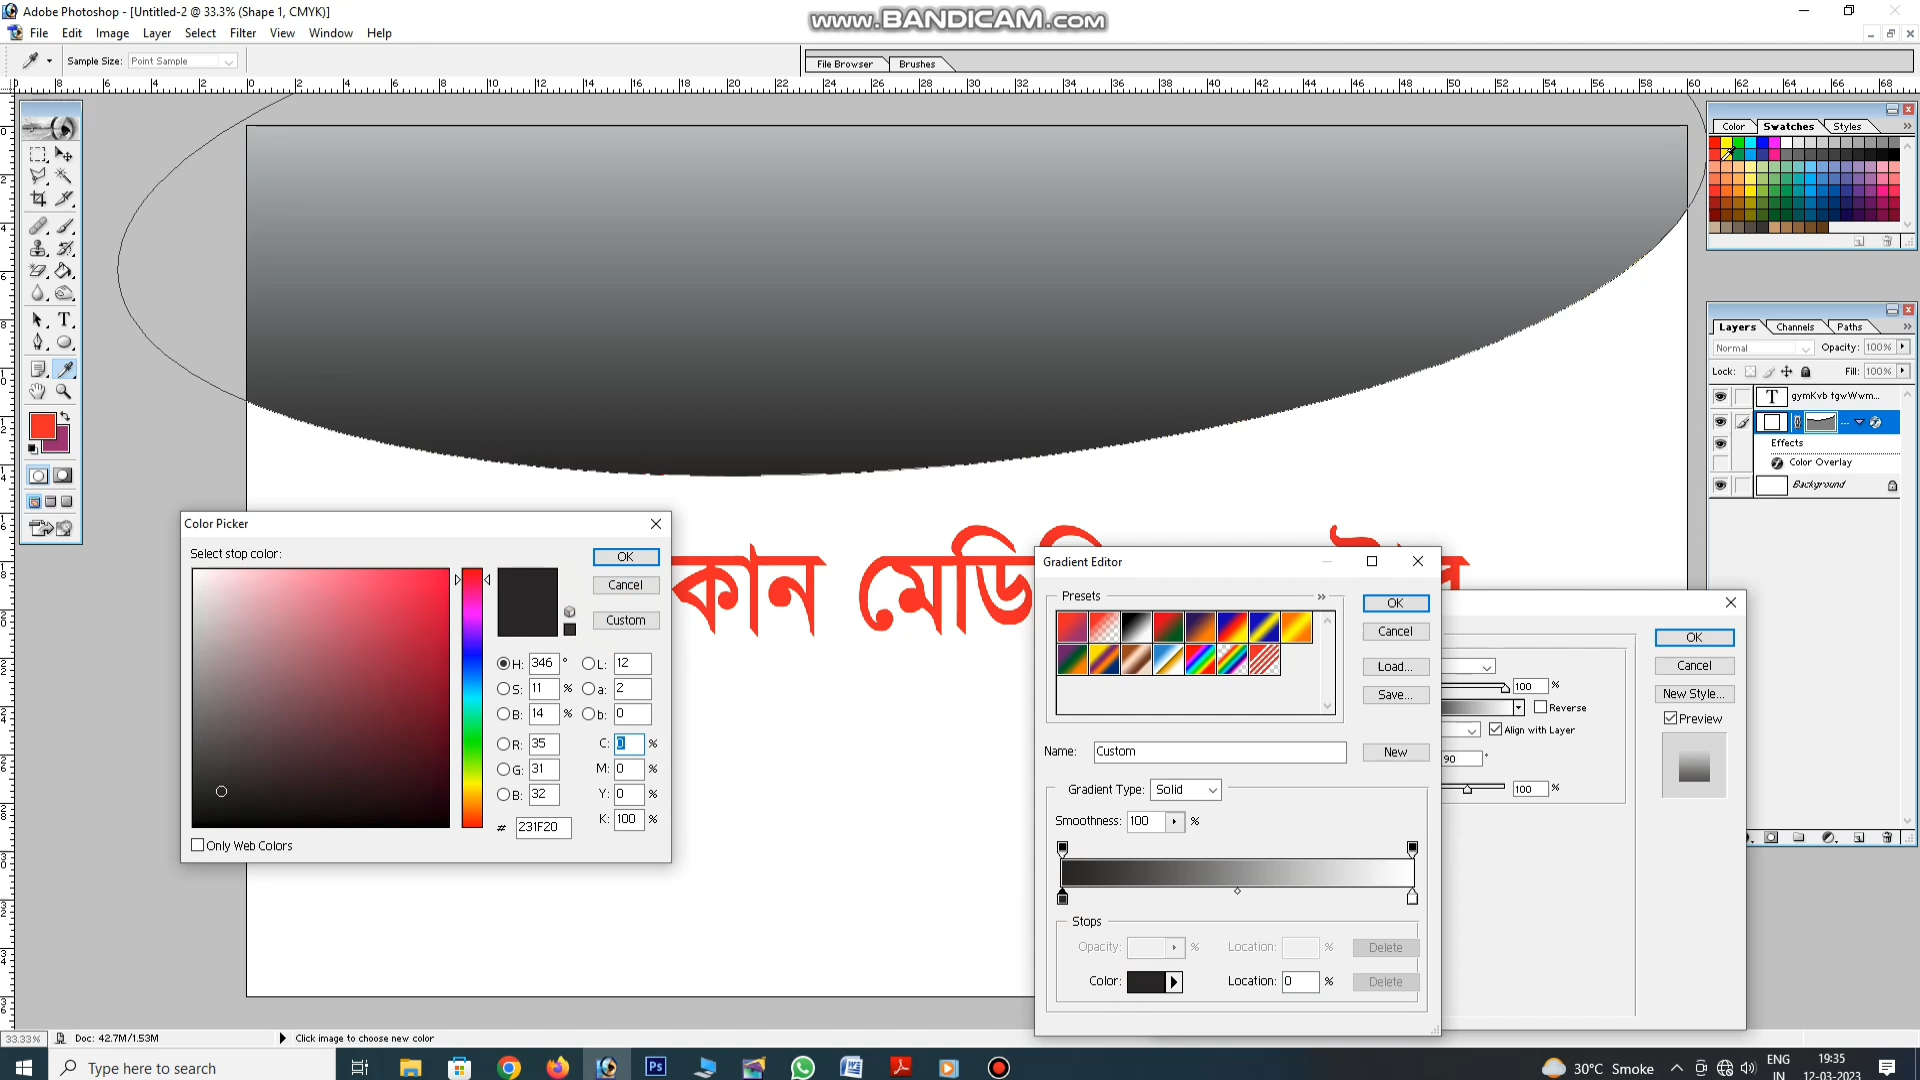 Adobe Photoshop - [Untitled-2 @ 33.3% (Shape 1, CMYK)]
www.BANDICAM.com
File Edit Image Layer Select Filter View Window Help
Sample Size: Point Sample
File Browser Brushes
Color Swatches Styles
Layers Channels Paths
Normal Opacity: 100%
Lock: Fill: 100%
T gymKvb †gwWwm...
Effects
Color Overlay
Background
কান মেডি
Color Picker
Select stop color:
OK
Cancel
Custom
H: 346 ° L: 12
S: 11 % a: 2
B: 14 % b: 0
R: 35 C: 0 %
G: 31 M: 0 %
B: 32 Y: 0 %
# 231F20 K: 100 %
Only Web Colors
Gradient Editor
Presets
OK
Cancel
Load...
Save...
Name: Custom New
Gradient Type: Solid
Smoothness: 100 %
Stops
Opacity: % Location: % Delete
Color: Location: 0 % Delete
OK
Cancel
New Style...
Preview
100 %
Reverse
Align with Layer
90 °
100 %
33.33% Doc: 42.7M/1.53M Click image to choose new color
Type here to search
30°C Smoke ENG IN 19:35 12-03-2023